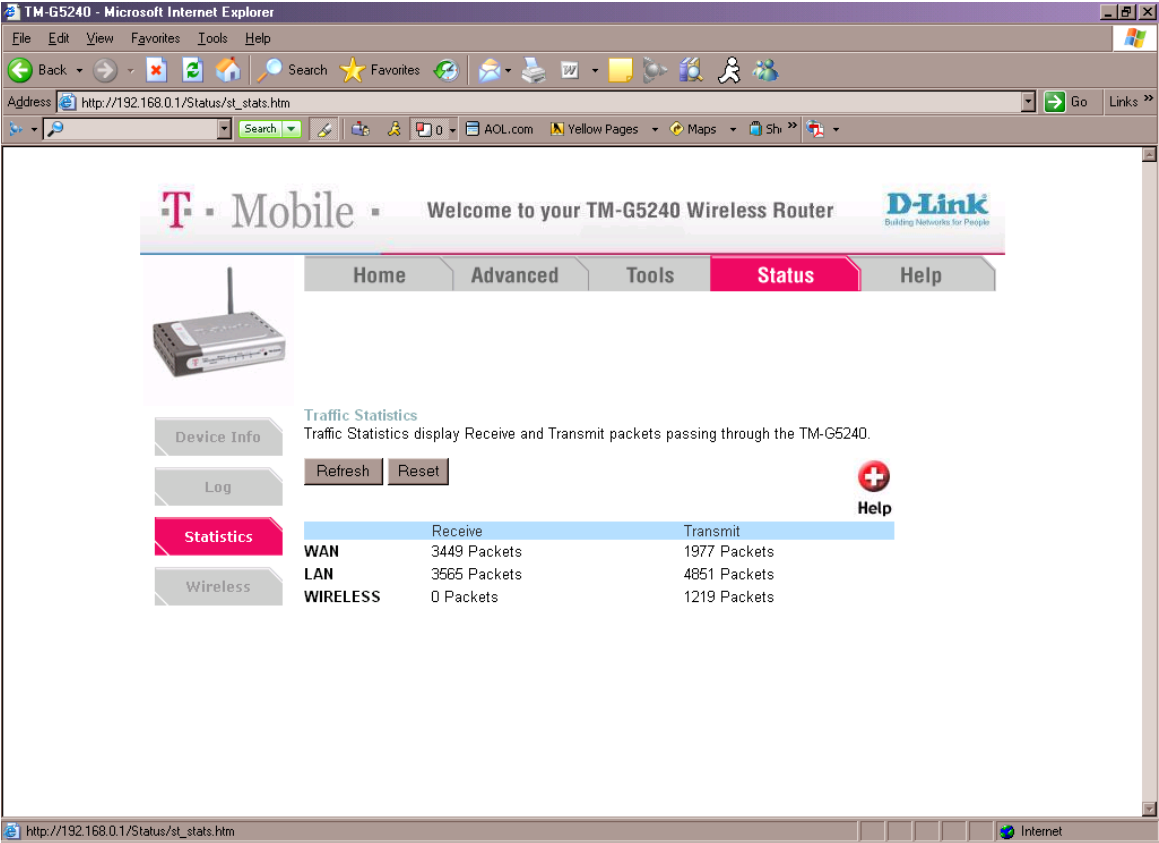 TM-G5240 - Microsoft Internet Explorer
File Edit View Favorites Tools Help
Back Search Favorites
Address http://192.168.0.1/Status/st_stats.htm Go Links »
Search 0 AOL.com Yellow Pages Maps Sh »
T · Mobile · Welcome to your TM-G5240 Wireless Router D-Link
Building Networks for People
Home Advanced Tools Status Help
Traffic Statistics
Device Info Traffic Statistics display Receive and Transmit packets passing through the TM-G5240.
Refresh Reset
Log
Help
Statistics
Receive Transmit
WAN 3449 Packets 1977 Packets
LAN 3565 Packets 4851 Packets
Wireless
WIRELESS 0 Packets 1219 Packets
http://192.168.0.1/Status/st_stats.htm Internet